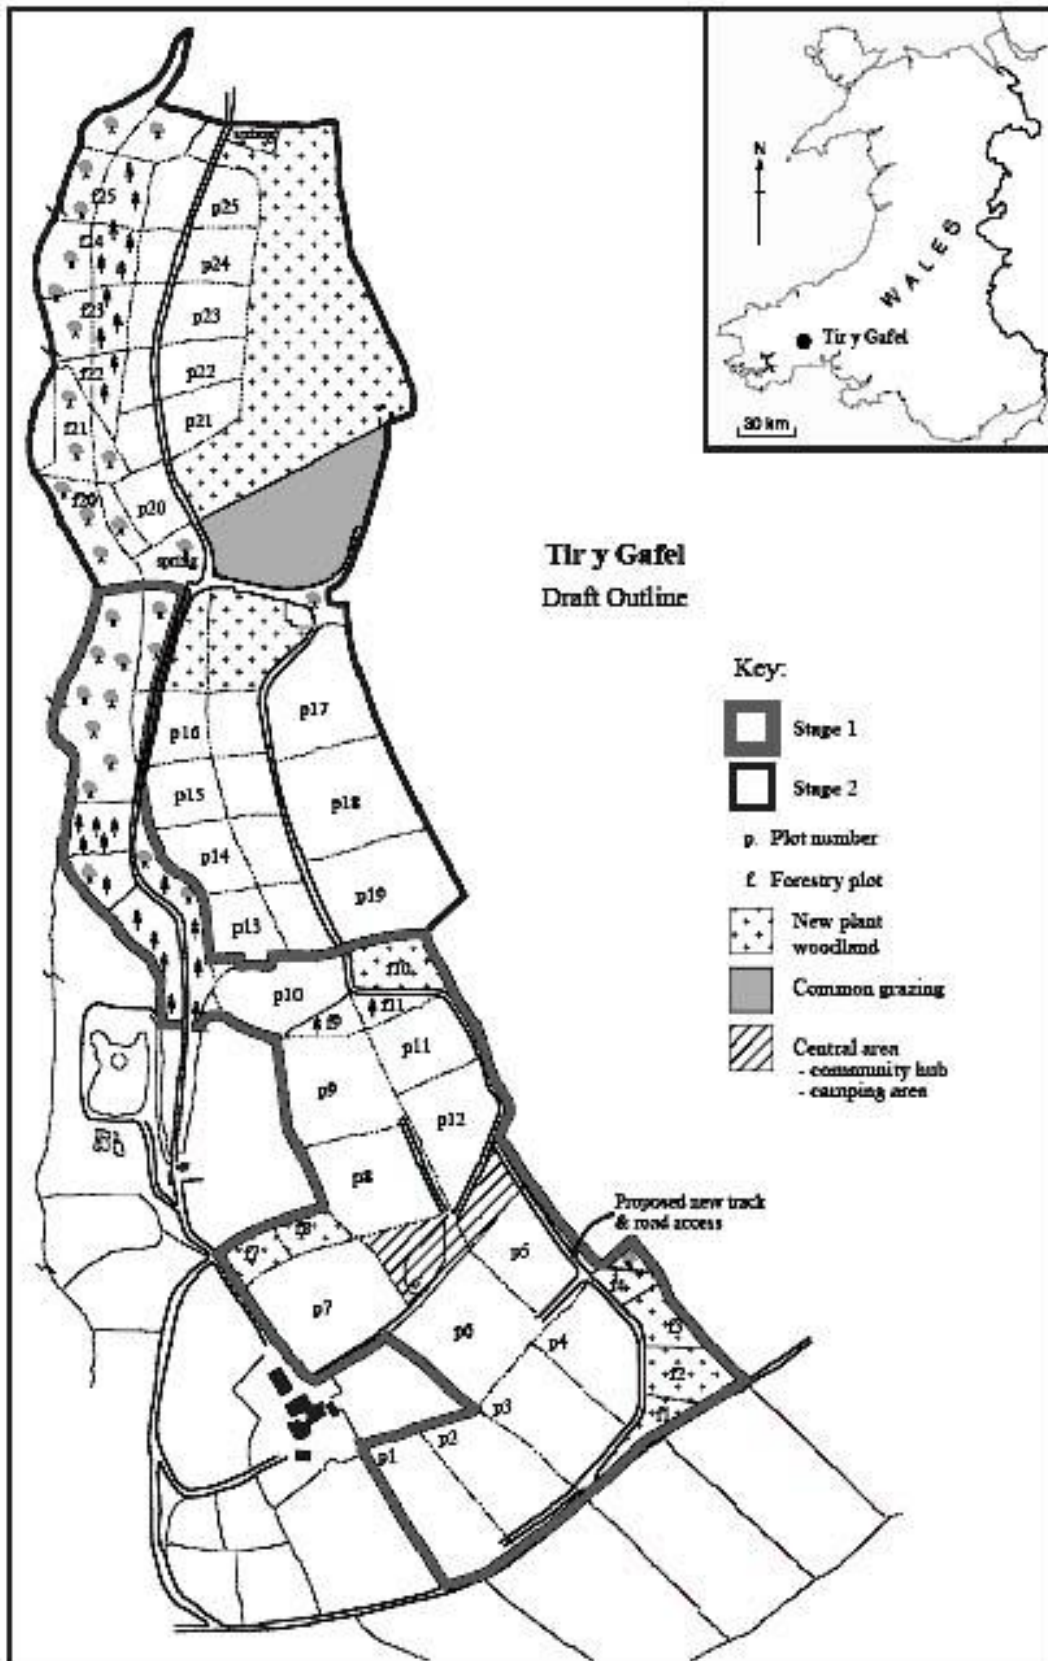 N
WALES
Tir y Gafel
30 km
Tir y Gafel
Draft Outline
Key:
Stage 1
Stage 2
p. Plot number
f. Forestry plot
New plant
woodland
Common grazing
Central area
- community hub
- camping area
f25
p25
f24
p24
f23
p23
f22
p22
f21
p21
f20
p20
spring
p17
p16
p15
p18
p14
p19
p13
f10
p10
f9
f11
p11
p9
p12
p8
Proposed new track
& road access
f8
f7
p5
f4
p7
p6
p4
f3
f2
p3
f1
p2
p1